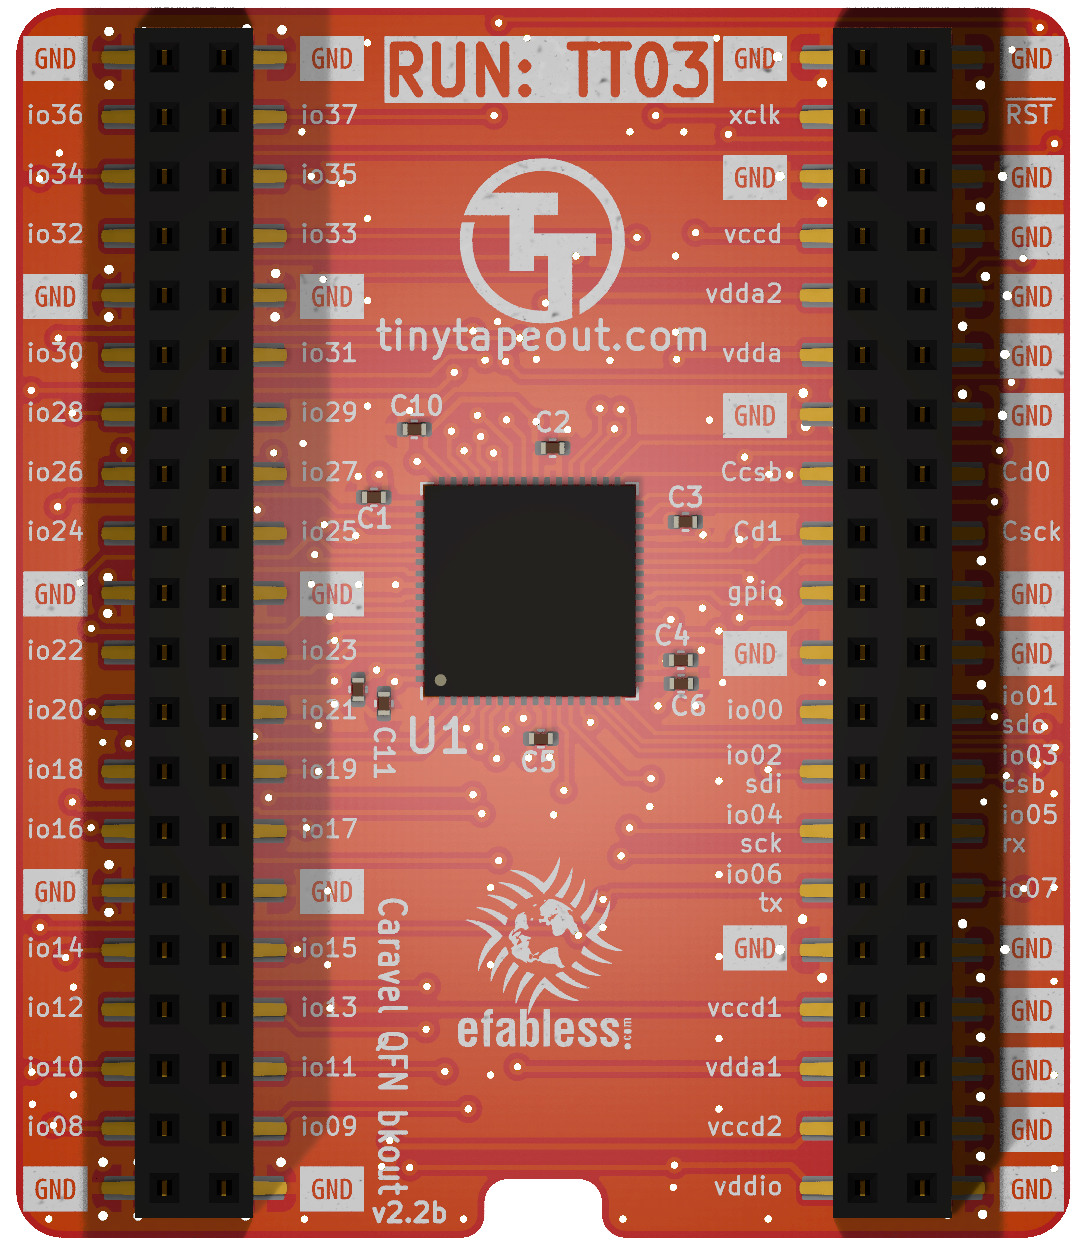 RUN: TT03
GND GND GND GND
io36 io37 xclk RST
io34 io35 GND GND
io32 io33 vccd GND
GND GND vdda2 GND
tinytapeout.com
io30 io31 vdda GND
io28 io29 GND GND
C10
C2
io26 io27 Ccsb Cd0
C1
C3
io24 io25 Cd1 Csck
GND GND gpio GND
io22 io23 GND GND
C4
C6
io20 io21 io00 io01
sdo
U1
C11
C5
io18 io19 io02 io03
sdi csb
io16 io17 io04 io05
sck rx
GND GND io06 io07
tx
io14 io15 GND GND
io12 io13 vccd1 GND
efabless.com
io10 io11 vdda1 GND
io08 io09 vccd2 GND
GND GND vddio GND
Caravel QFN bkout
v2.2b